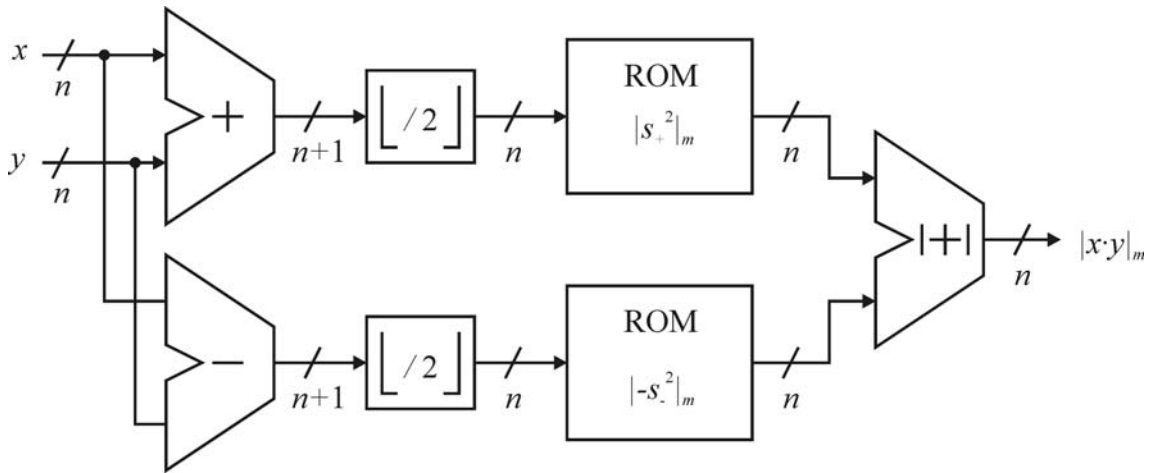 x
n
y
n
+
n+1
⌊ /2 ⌋
n
ROM
|s₊²|ₘ
n
−
n+1
⌊ /2 ⌋
n
ROM
|-s₋²|ₘ
n
|+|
n
|x·y|ₘ